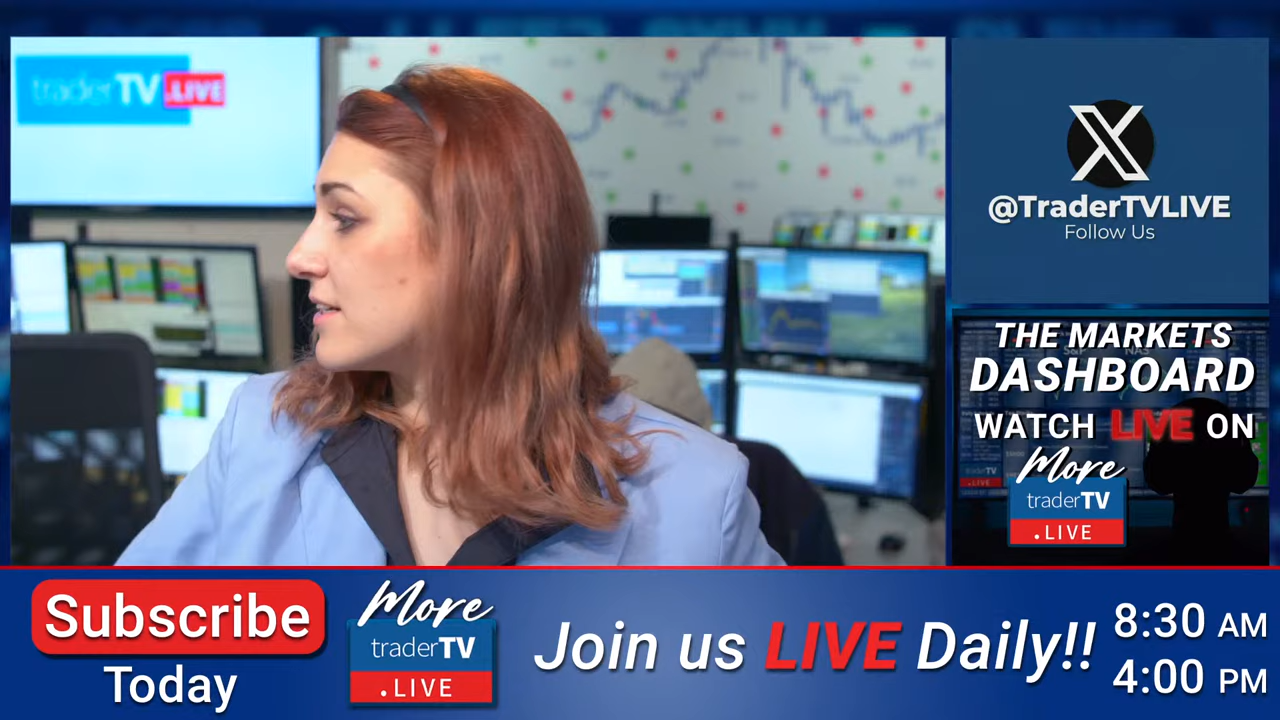 traderTV.LIVE
@TraderTVLIVE
Follow Us
THE MARKETS
DASHBOARD
WATCH LIVE ON
More
traderTV
.LIVE
Subscribe
Today
More
traderTV
.LIVE
Join us LIVE Daily!!
8:30 AM
4:00 PM